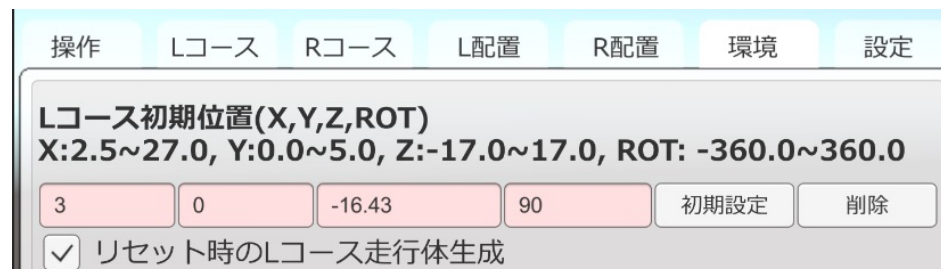 操作 Lコース Rコース L配置 R配置 環境 設定
Lコース初期位置(X,Y,Z,ROT)
X:2.5~27.0, Y:0.0~5.0, Z:-17.0~17.0, ROT: -360.0~360.0
3 0 -16.43 90 初期設定 削除
リセット時のLコース走行体生成